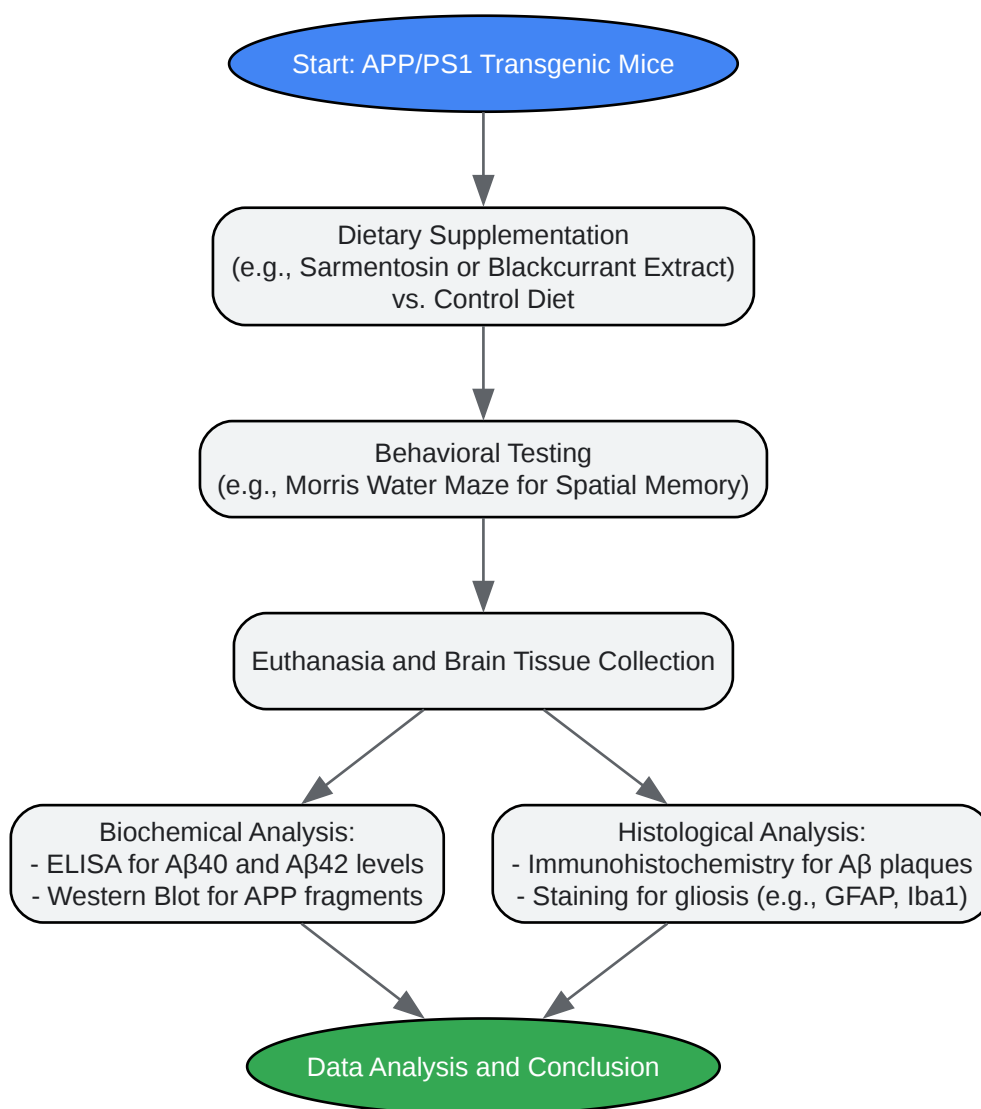 Start: APP/PS1 Transgenic Mice
Dietary Supplementation
(e.g., Sarmentosin or Blackcurrant Extract)
vs. Control Diet
Behavioral Testing
(e.g., Morris Water Maze for Spatial Memory)
Euthanasia and Brain Tissue Collection
Biochemical Analysis:
- ELISA for Aβ40 and Aβ42 levels
- Western Blot for APP fragments
Histological Analysis:
- Immunohistochemistry for Aβ plaques
- Staining for gliosis (e.g., GFAP, Iba1)
Data Analysis and Conclusion